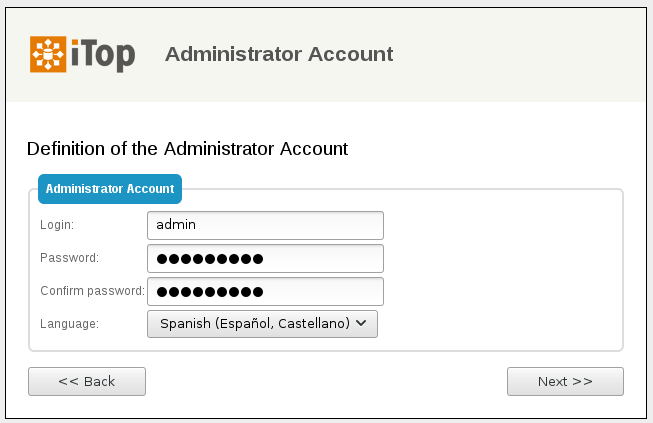 iTop Administrator Account
Definition of the Administrator Account
Administrator Account
Login: admin
Password: ●●●●●●●●●
Confirm password: ●●●●●●●●●
Language: Spanish (Español, Castellano)
<< Back Next >>